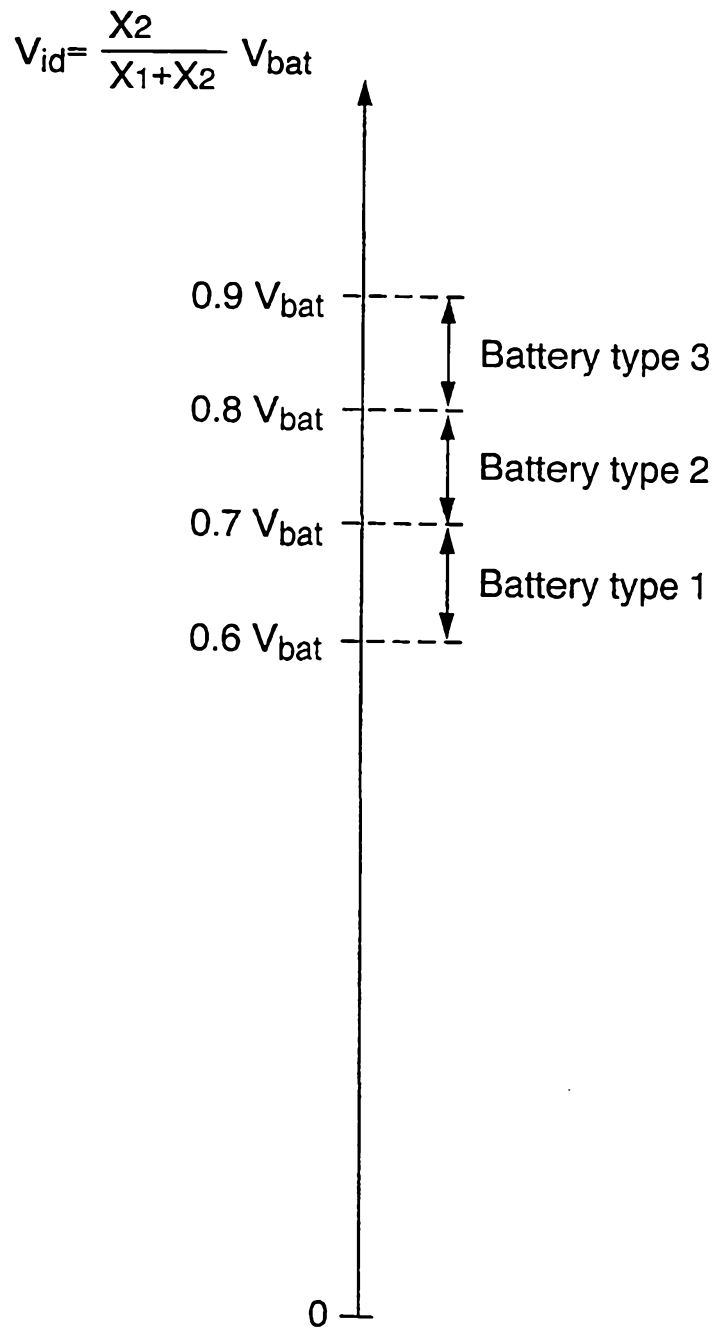 Vid= X2 / X1+X2 Vbat
0.9 Vbat
Battery type 3
0.8 Vbat
Battery type 2
0.7 Vbat
Battery type 1
0.6 Vbat
0